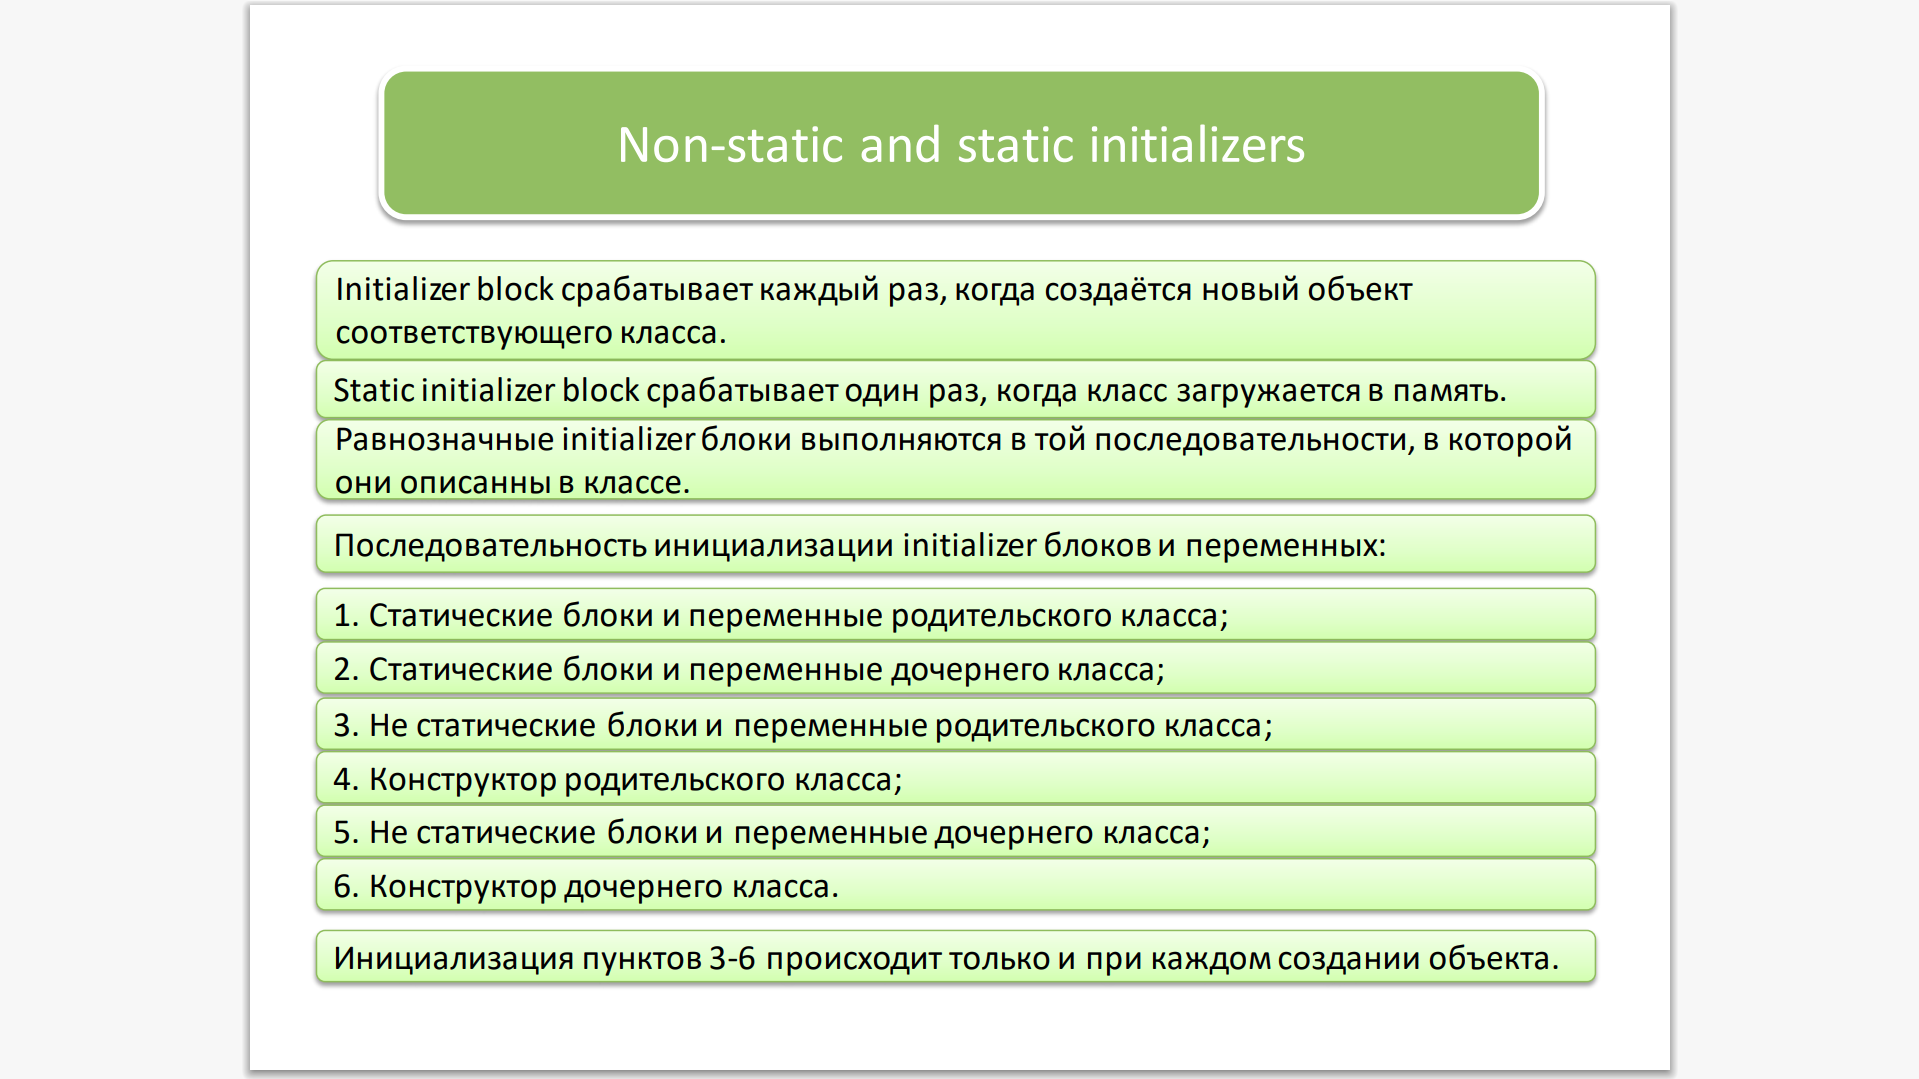 Non-static and static initializers
Initializer block срабатывает каждый раз, когда создаётся новый объект
соответствующего класса.
Static initializer block срабатывает один раз, когда класс загружается в память.
Равнозначные initializer блоки выполняются в той последовательности, в которой
они описанны в классе.
Последовательность инициализации initializer блоков и переменных:
1. Статические блоки и переменные родительского класса;
2. Статические блоки и переменные дочернего класса;
3. Не статические блоки и переменные родительского класса;
4. Конструктор родительского класса;
5. Не статические блоки и переменные дочернего класса;
6. Конструктор дочернего класса.
Инициализация пунктов 3-6 происходит только и при каждом создании объекта.